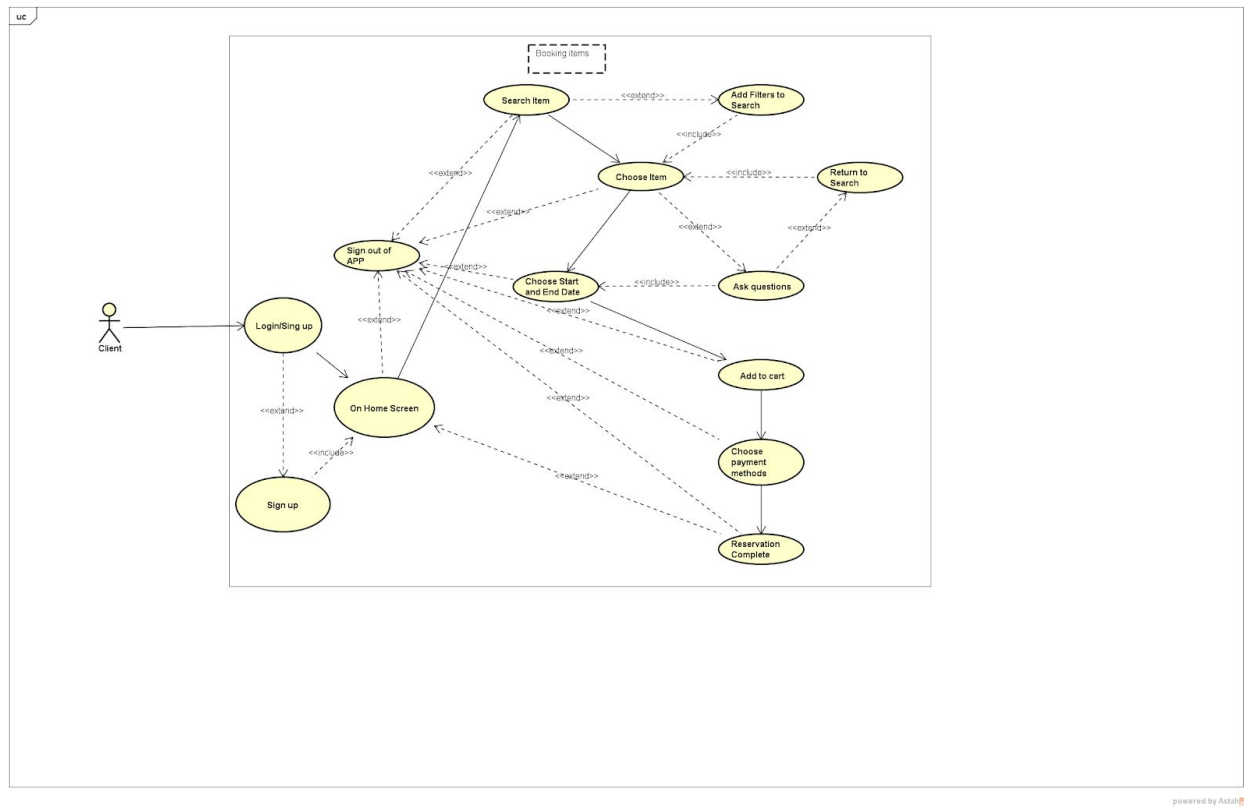 uc
Booking items
Search Item
<<extend>>
Add Filters to
Search
<<include>>
<<extend>>
Choose Item
<<include>>
Return to
Search
<<extend>>
<<extend>>
<<extend>>
Sign out of
APP
<<extend>>
Choose Start
and End Date
<<include>>
Ask questions
<<extend>>
Client
Login/Sing up
<<extend>>
<<extend>>
Add to cart
<<extend>>
On Home Screen
<<extend>>
<<include>>
Choose
payment
methods
<<extend>>
Sign up
Reservation
Complete
powered by Astah